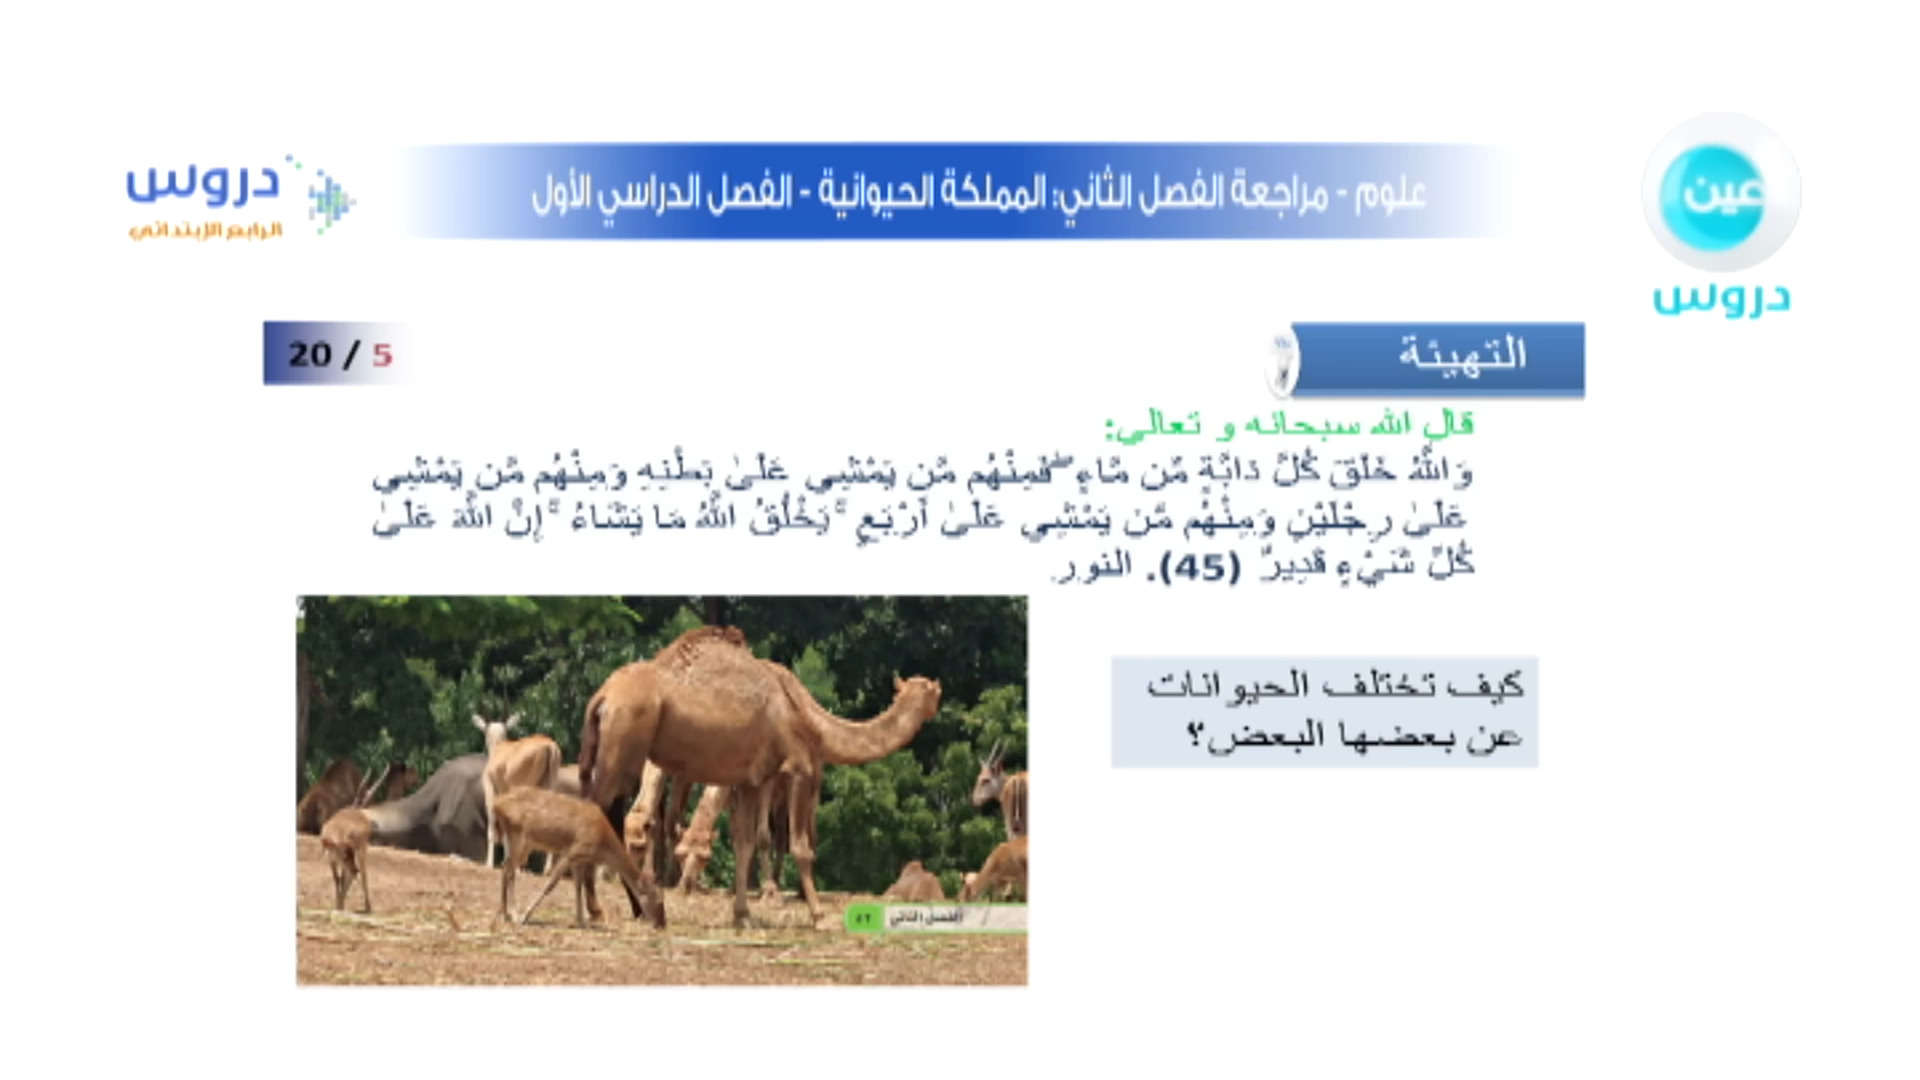 علوم - مراجعة الفصل الثاني: المملكة الحيوانية - الفصل الدراسي الأول
عين
دروس
دروس
الرابع الإبتدائي
التهيئة
20 / 5
قال الله سبحانه و تعالى:
وَاللَّهُ خَلَقَ كُلَّ دَابَّةٍ مِّن مَّاءٍ ۖ فَمِنْهُم مَّن يَمْشِي عَلَىٰ بَطْنِهِ وَمِنْهُم مَّن يَمْشِي
عَلَىٰ رِجْلَيْنِ وَمِنْهُم مَّن يَمْشِي عَلَىٰ أَرْبَعٍ ۚ يَخْلُقُ اللَّهُ مَا يَشَاءُ ۚ إِنَّ اللَّهَ عَلَىٰ
كُلِّ شَيْءٍ قَدِيرٌ (45). النور.
كيف تختلف الحيوانات
عن بعضها البعض؟
الفصل الثاني